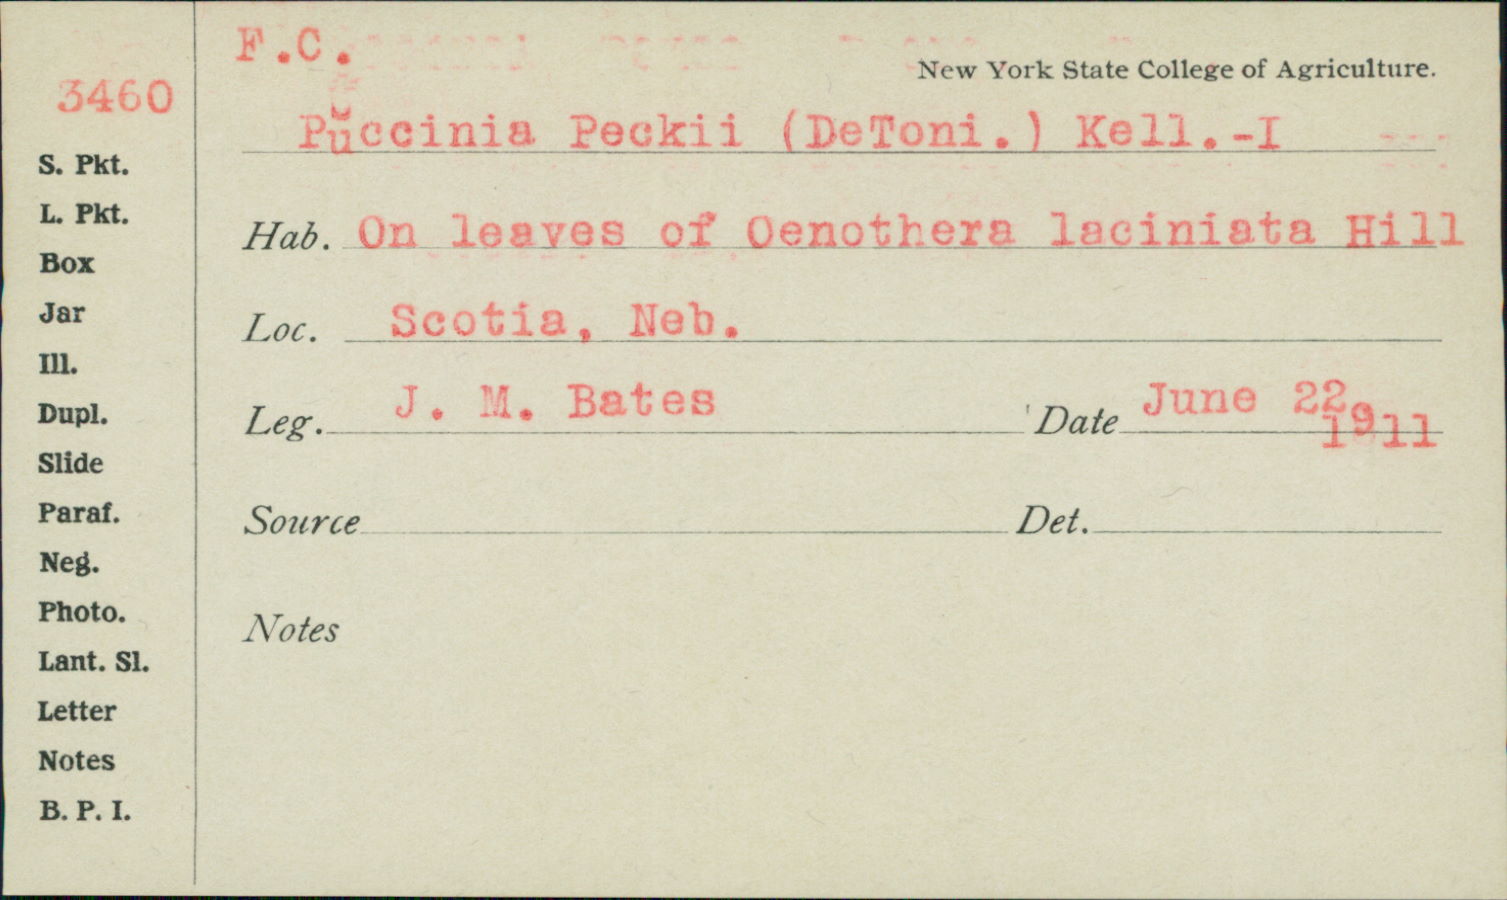 F.C.
New York State College of Agriculture.
3460
Puccinia Peckii (DeToni.) Kell.-I
S. Pkt.
L. Pkt.
Hab. On leaves of Oenothera laciniata Hill
Box
Jar
Loc. Scotia, Neb.
Ill.
Dupl.
Leg. J. M. Bates Date June 22,
1911
Slide
Paraf.
Source Det.
Neg.
Photo.
Notes
Lant. Sl.
Letter
Notes
B. P. I.